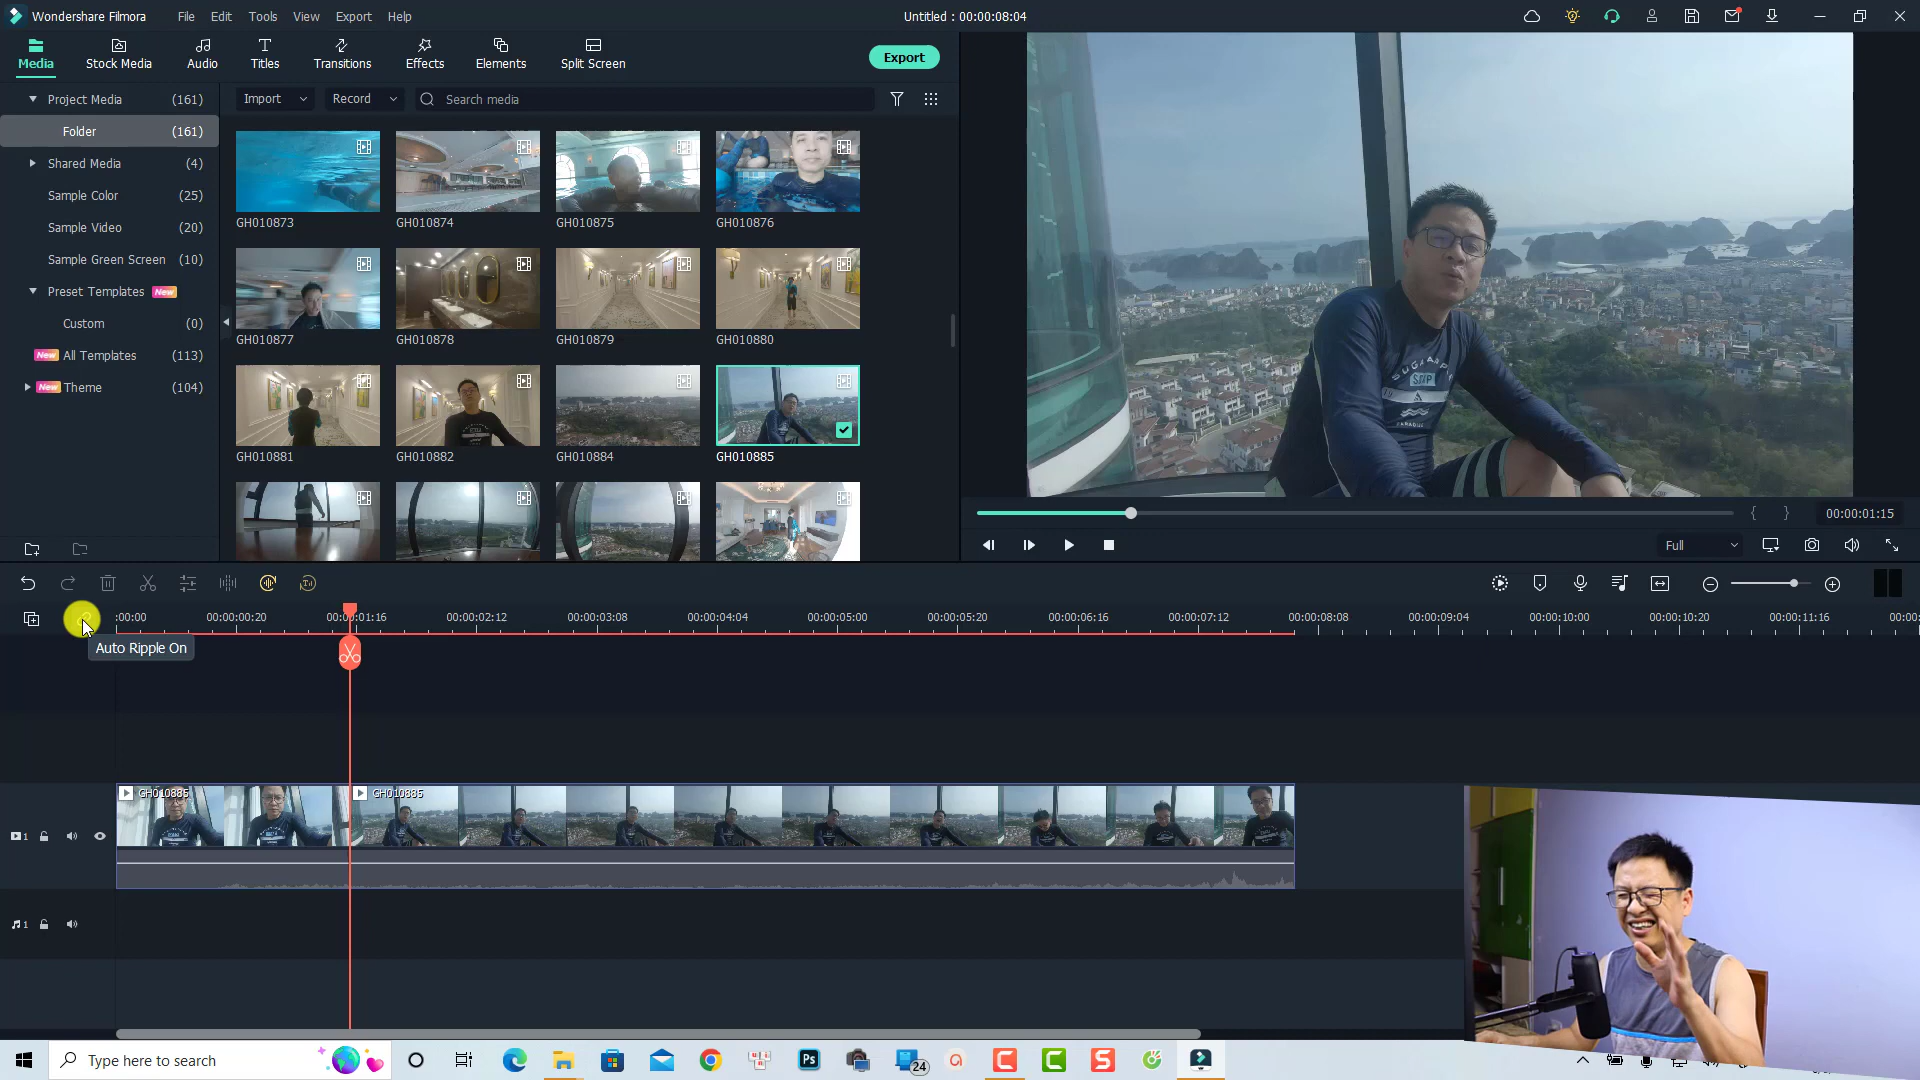 Wondershare Filmora File Edit Tools View Export Help
Untitled : 00:00:08:04
Media Stock Media Audio Titles Transitions Effects Elements Split Screen
Export
Project Media (161)
Folder (161)
Shared Media (4)
Sample Color (25)
Sample Video (20)
Sample Green Screen (10)
Preset Templates New
Custom (0)
New All Templates (113)
New Theme (104)
Import Record Search media
GH010873 GH010874 GH010875 GH010876
GH010877 GH010878 GH010879 GH010880
GH010881 GH010882 GH010884 GH010885
00:00:01:15
Full
:00:00 00:00:00:20 00:00:01:16 00:00:02:12 00:00:03:08 00:00:04:04 00:00:05:00 00:00:05:20 00:00:06:16 00:00:07:12 00:00:08:08 00:00:09:04 00:00:10:00 00:00:10:20 00:00:11:16 00:00:
Auto Ripple On
GH010885 GH010885
1
1
Type here to search
Ps
24